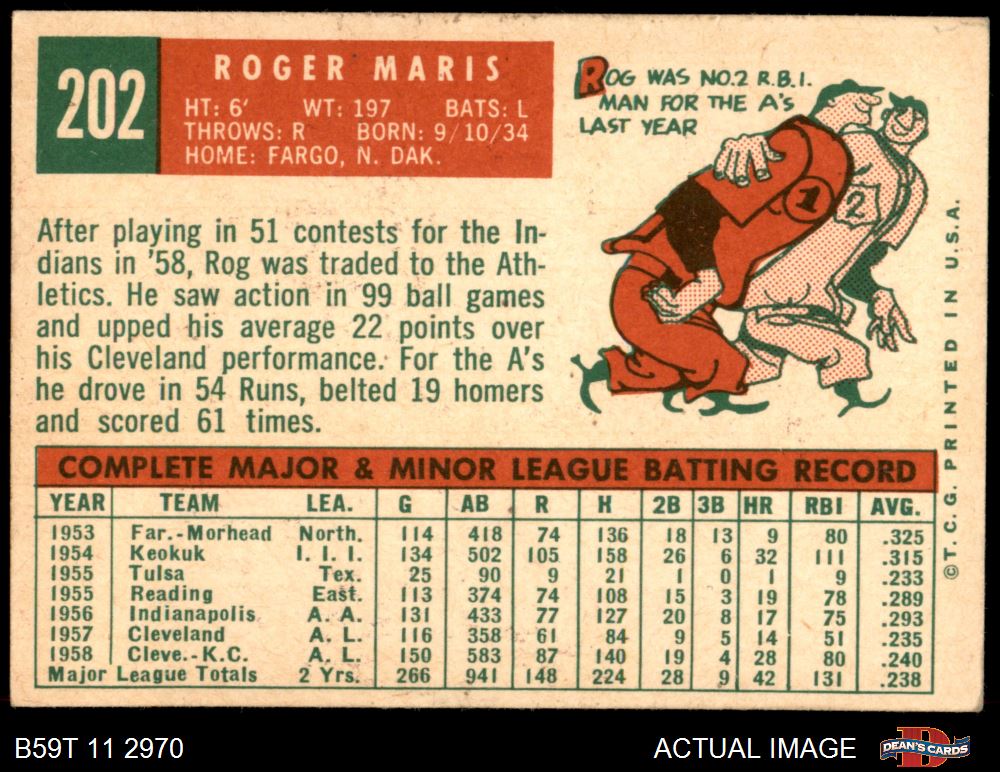 202
ROGER MARIS
HT: 6' WT: 197 BATS: L
THROWS: R BORN: 9/10/34
HOME: FARGO, N. DAK.
ROG WAS NO.2 R.B.I.
MAN FOR THE A's
LAST YEAR
1
2
After playing in 51 contests for the In-
dians in '58, Rog was traded to the Ath-
letics. He saw action in 99 ball games
and upped his average 22 points over
his Cleveland performance. For the A's
he drove in 54 Runs, belted 19 homers
and scored 61 times.
COMPLETE MAJOR & MINOR LEAGUE BATTING RECORD
YEAR TEAM LEA. G AB R H 2B 3B HR RBI AVG.
1953 Far.-Morhead North. 114 418 74 136 18 13 9 80 .325
1954 Keokuk I. I. I. 134 502 105 158 26 6 32 111 .315
1955 Tulsa Tex. 25 90 9 21 1 0 1 9 .233
1955 Reading East. 113 374 74 108 15 3 19 78 .289
1956 Indianapolis A. A. 131 433 77 127 20 8 17 75 .293
1957 Cleveland A. L. 116 358 61 84 9 5 14 51 .235
1958 Cleve.-K.C. A. L. 150 583 87 140 19 4 28 80 .240
Major League Totals 2 Yrs. 266 941 148 224 28 9 42 131 .238
© T. C. G. PRINTED IN U.S.A.
B59T 11 2970
ACTUAL IMAGE
DEAN'S CARDS